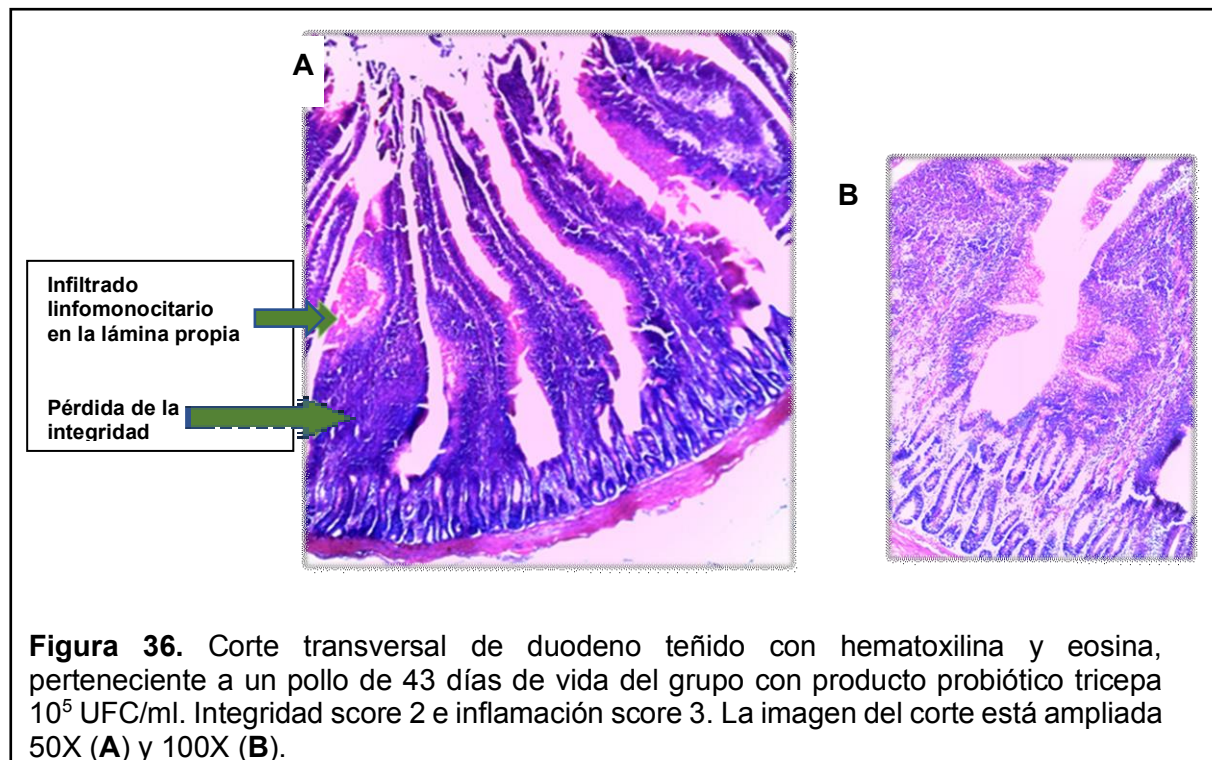 A
B
Infiltrado
linfomonocitario
en la lámina propia
Pérdida de la
integridad
Figura 36. Corte transversal de duodeno teñido con hematoxilina y eosina,
perteneciente a un pollo de 43 días de vida del grupo con producto probiótico tricepa
10⁵ UFC/ml. Integridad score 2 e inflamación score 3. La imagen del corte está ampliada
50X (A) y 100X (B).